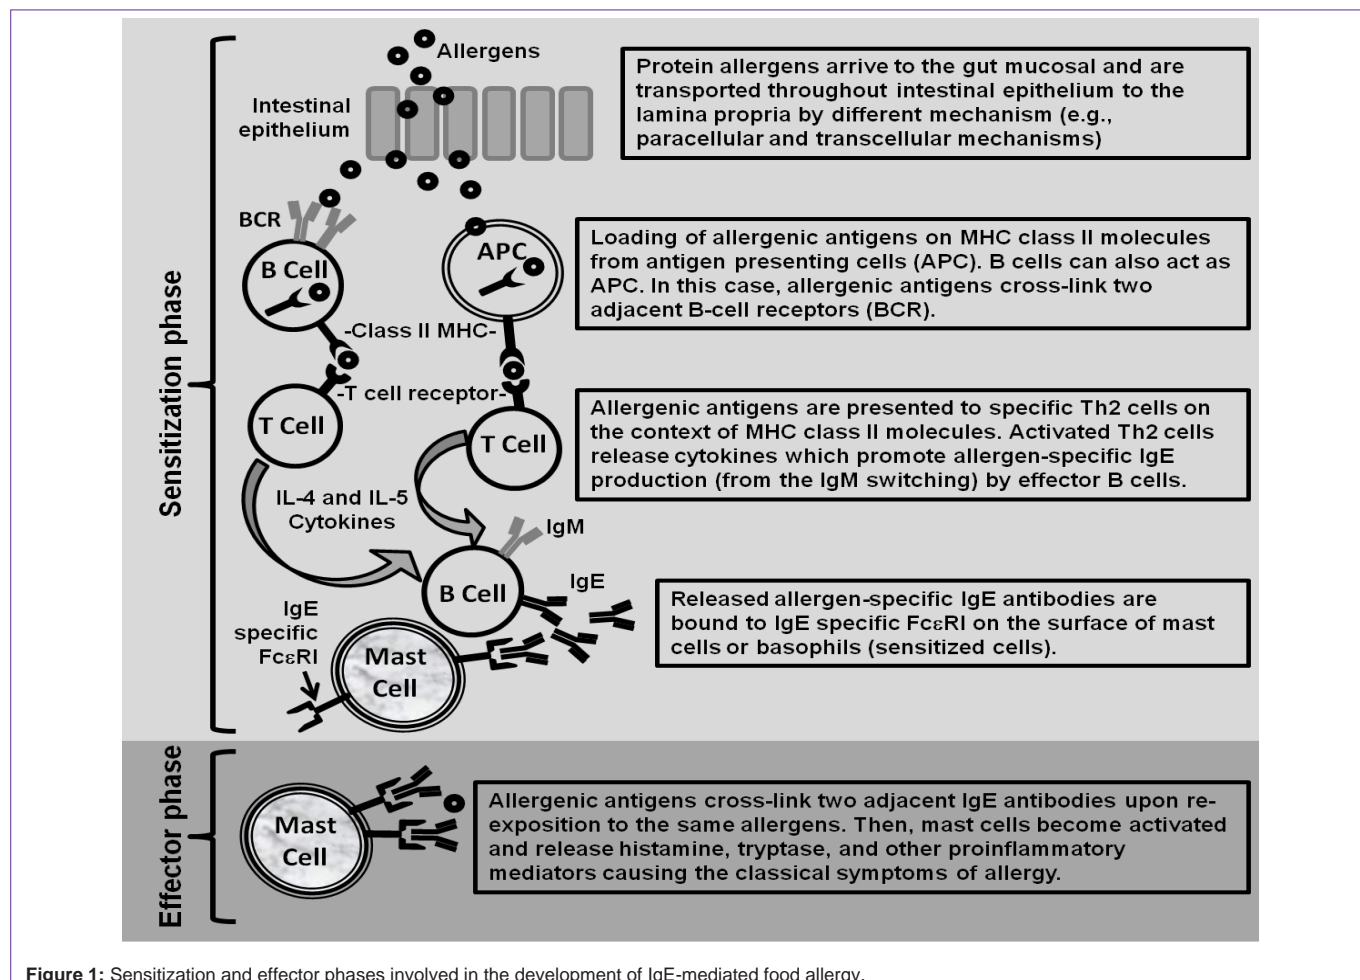 Allergens
Intestinal
epithelium
Protein allergens arrive to the gut mucosal and are
transported throughout intestinal epithelium to the
lamina propria by different mechanism (e.g.,
paracellular and transcellular mechanisms)
Sensitization phase
BCR
B Cell
APC
Loading of allergenic antigens on MHC class II molecules
from antigen presenting cells (APC). B cells can also act as
APC. In this case, allergenic antigens cross-link two
adjacent B-cell receptors (BCR).
-Class II MHC-
-T cell receptor-
T Cell
T Cell
Allergenic antigens are presented to specific Th2 cells on
the context of MHC class II molecules. Activated Th2 cells
release cytokines which promote allergen-specific IgE
production (from the IgM switching) by effector B cells.
IL-4 and IL-5
Cytokines
IgM
B Cell
IgE
IgE
specific
FcεRI
Mast
Cell
Released allergen-specific IgE antibodies are
bound to IgE specific FcεRI on the surface of mast
cells or basophils (sensitized cells).
Effector phase
Mast
Cell
Allergenic antigens cross-link two adjacent IgE antibodies upon re-
exposition to the same allergens. Then, mast cells become activated
and release histamine, tryptase, and other proinflammatory
mediators causing the classical symptoms of allergy.
Figure 1: Sensitization and effector phases involved in the development of IgE-mediated food allergy.